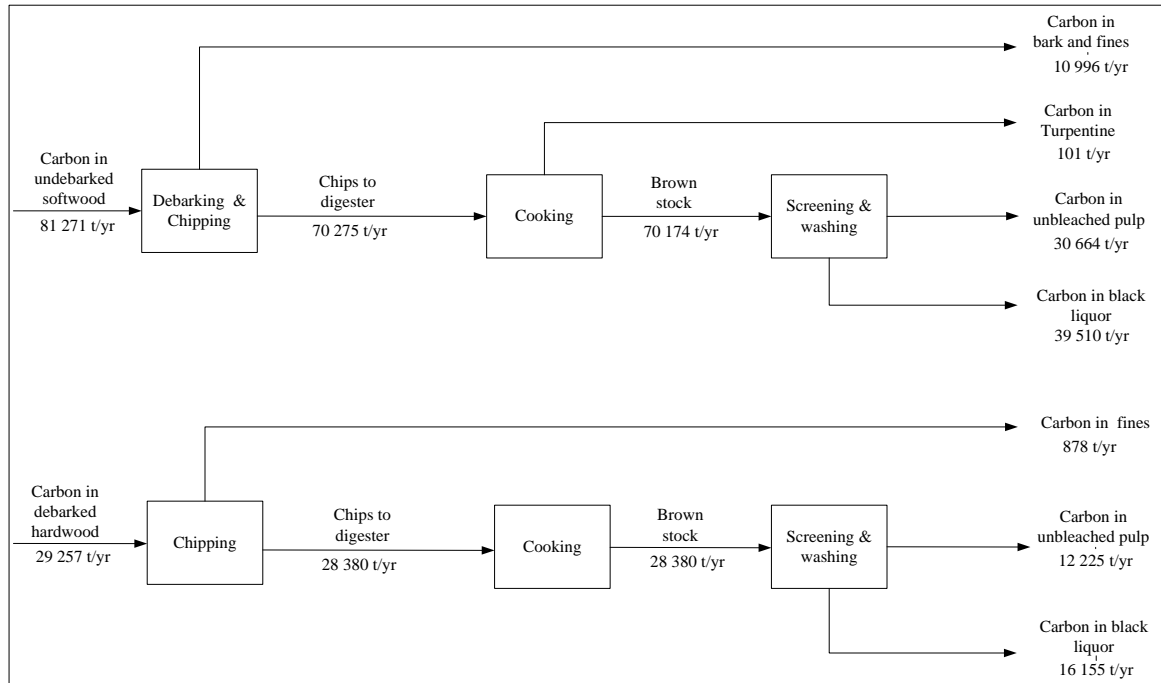 Carbon in
bark and fines
10 996 t/yr
Carbon in
Turpentine
101 t/yr
Carbon in
undebarked
softwood
81 271 t/yr
Debarking &
Chipping
Chips to
digester
70 275 t/yr
Cooking
Brown
stock
70 174 t/yr
Screening &
washing
Carbon in
unbleached pulp
30 664 t/yr
Carbon in black
liquor
39 510 t/yr
Carbon in fines
878 t/yr
Carbon in
debarked
hardwood
29 257 t/yr
Chipping
Chips to
digester
28 380 t/yr
Cooking
Brown
stock
28 380 t/yr
Screening &
washing
Carbon in
unbleached pulp
12 225 t/yr
Carbon in black
liquor
16 155 t/yr